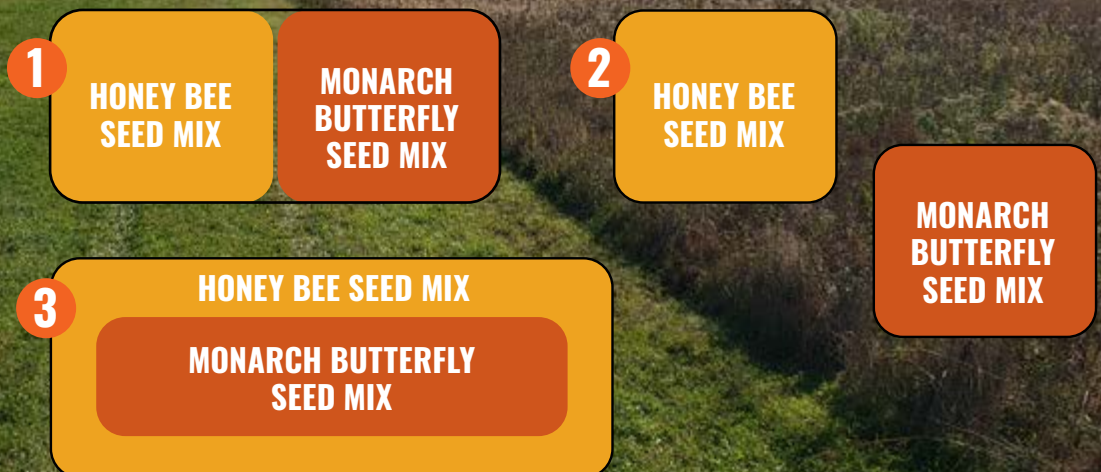 1
HONEY BEE
SEED MIX
MONARCH
BUTTERFLY
SEED MIX
2
HONEY BEE
SEED MIX
MONARCH
BUTTERFLY
SEED MIX
3
HONEY BEE SEED MIX
MONARCH BUTTERFLY
SEED MIX